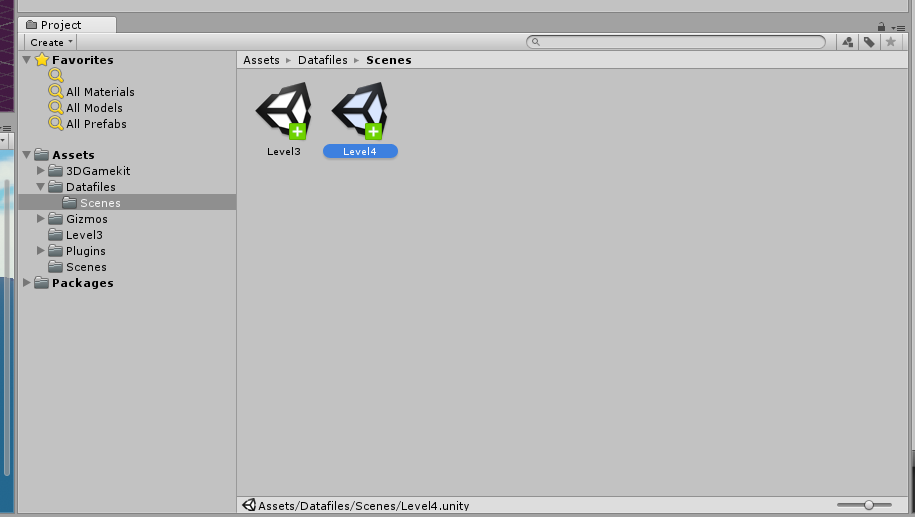 Project
Create
Favorites
All Materials
All Models
All Prefabs
Assets
3DGamekit
Datafiles
Scenes
Gizmos
Level3
Plugins
Scenes
Packages
Assets ▸ Datafiles ▸ Scenes
Level3
Level4
Assets/Datafiles/Scenes/Level4.unity